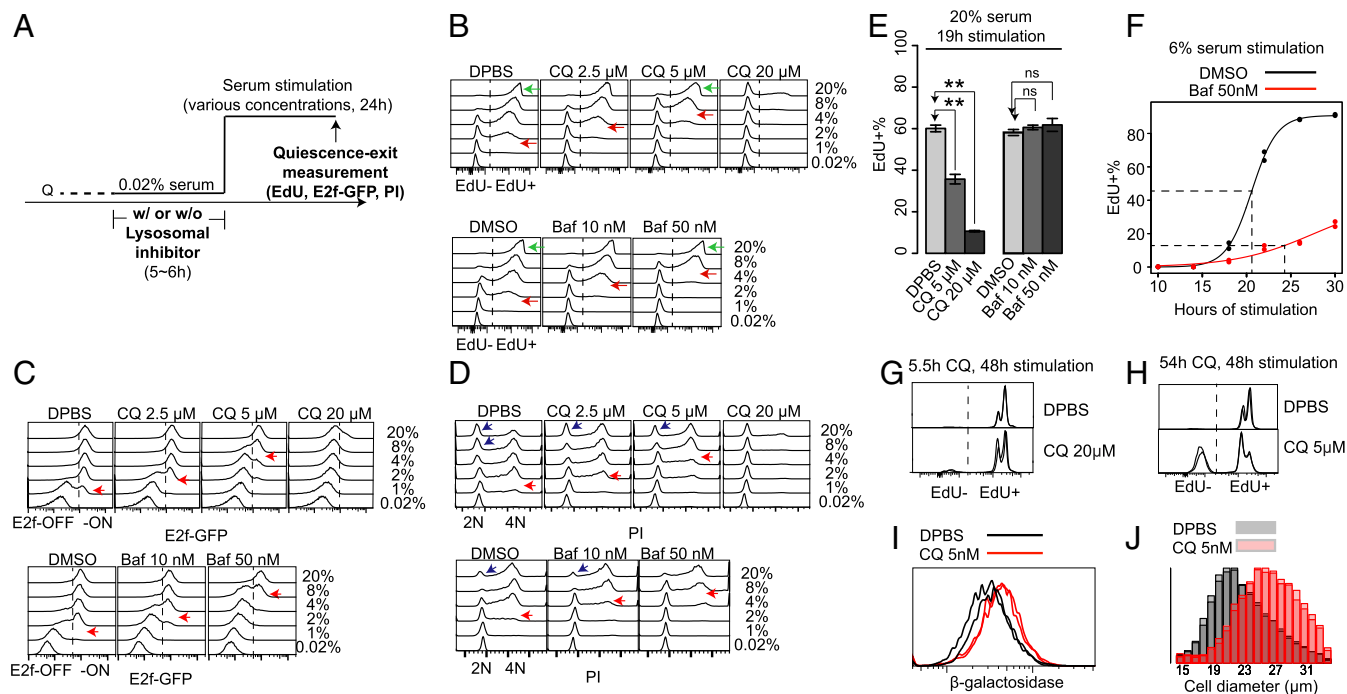 A
Serum stimulation
(various concentrations, 24h)
Q
0.02% serum
Quiescence-exit
measurement
(EdU, E2f-GFP, PI)
w/ or w/o
Lysosomal
inhibitor
(5~6h)
B
DPBS CQ 2.5 µM CQ 5 µM CQ 20 µM
20%
8%
4%
2%
1%
0.02%
EdU- EdU+
DMSO Baf 10 nM Baf 50 nM
20%
8%
4%
2%
1%
0.02%
EdU- EdU+
E
20% serum
19h stimulation
EdU+%
100
80
60
40
20
0
**
**
ns
ns
DPBS
CQ 5 µM
CQ 20 µM
DMSO
Baf 10 nM
Baf 50 nM
F
6% serum stimulation
DMSO
Baf 50nM
EdU+%
80
60
40
20
0
10 15 20 25 30
Hours of stimulation
C
DPBS CQ 2.5 µM CQ 5 µM CQ 20 µM
20%
8%
4%
2%
1%
0.02%
E2f-OFF -ON
E2f-GFP
DMSO Baf 10 nM Baf 50 nM
20%
8%
4%
2%
1%
0.02%
E2f-OFF -ON
E2f-GFP
D
DPBS CQ 2.5 µM CQ 5 µM CQ 20 µM
20%
8%
4%
2%
1%
0.02%
2N 4N
PI
DMSO Baf 10 nM Baf 50 nM
20%
8%
4%
2%
1%
0.02%
2N 4N
PI
G
5.5h CQ, 48h stimulation
DPBS
CQ 20µM
EdU- EdU+
H
54h CQ, 48h stimulation
DPBS
CQ 5µM
EdU- EdU+
I
DPBS
CQ 5nM
β-galactosidase
J
DPBS
CQ 5nM
15 19 23 27 31
Cell diameter (µm)